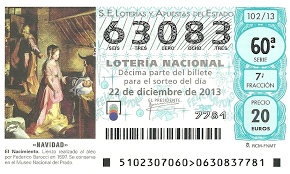 S.E. LOTERÍAS Y APUESTAS DEL ESTADO
102/13
63083
SEIS TRES CERO OCHO TRES
60ª
SERIE
LOTERÍA NACIONAL
Décima parte del billete
para el sorteo del día
22 de diciembre de 2013
7ª
FRACCIÓN
7781
PRECIO
20
EUROS
«NAVIDAD»
El Nacimiento. Lienzo realizado al óleo
por Federico Barocci en 1597. Se conserva
en el Museo Nacional del Prado.
RCM-FNMT
5102307060>0630837781